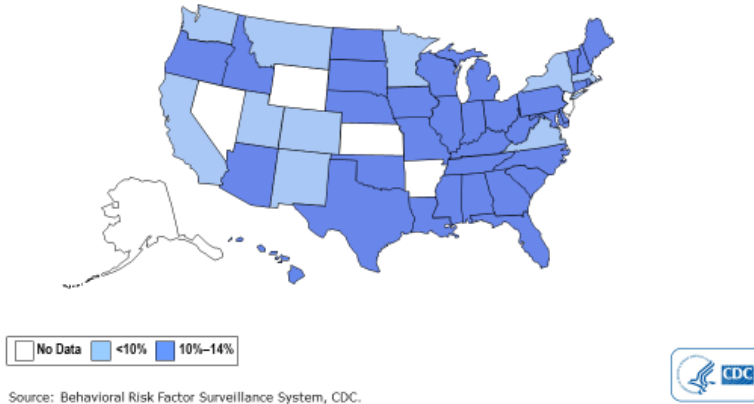 No Data <10% 10%–14%
CDC
Source: Behavioral Risk Factor Surveillance System, CDC.